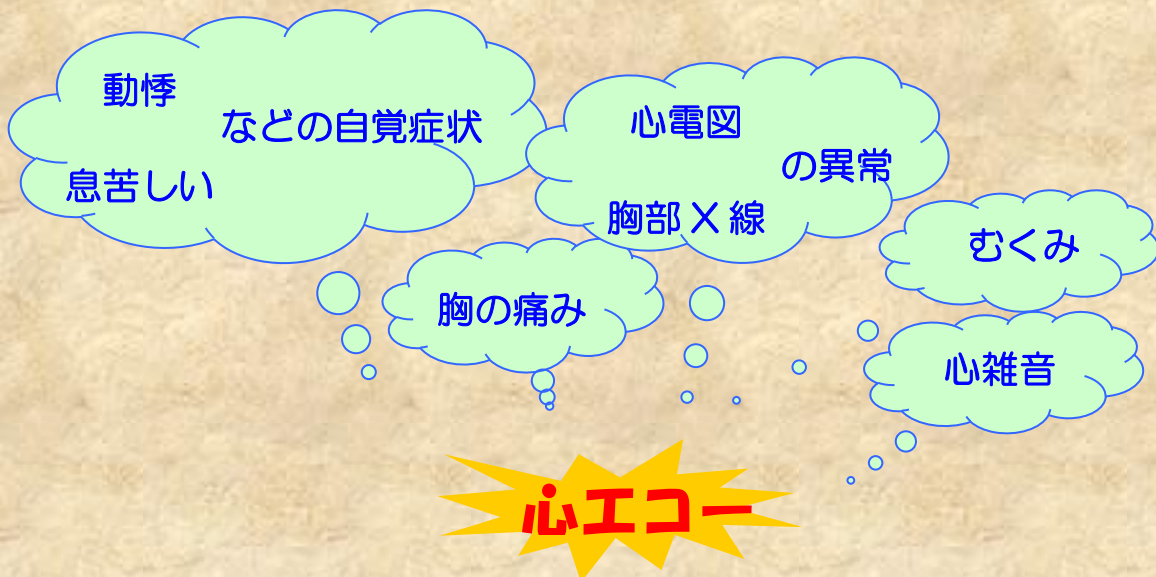 動悸
などの自覚症状
息苦しい
心電図
の異常
胸部X線
むくみ
胸の痛み
心雑音
心エコー